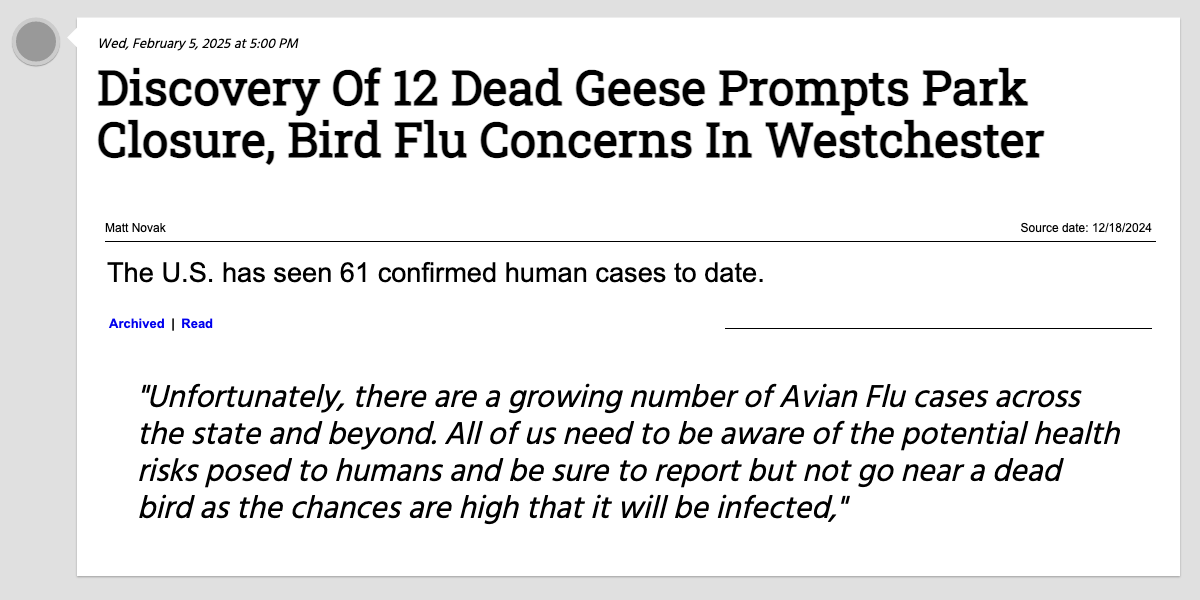 Wed, February 5, 2025 at 5:00 PM
Discovery Of 12 Dead Geese Prompts Park
Closure, Bird Flu Concerns In Westchester
Matt Novak
Source date: 12/18/2024
The U.S. has seen 61 confirmed human cases to date.
Archived | Read
"Unfortunately, there are a growing number of Avian Flu cases across
the state and beyond. All of us need to be aware of the potential health
risks posed to humans and be sure to report but not go near a dead
bird as the chances are high that it will be infected,"